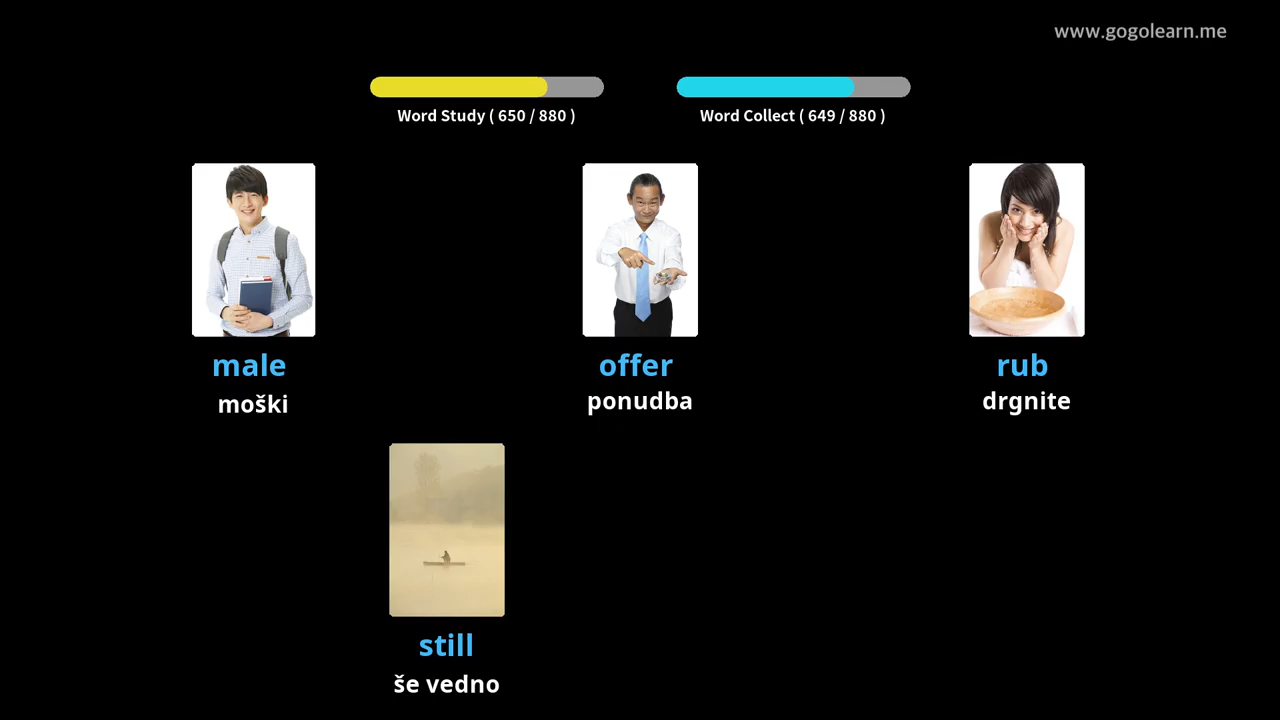 www.gogolearn.me
Word Study ( 650 / 880 )
Word Collect ( 649 / 880 )
male
offer
rub
moški
ponudba
drgnite
still
še vedno